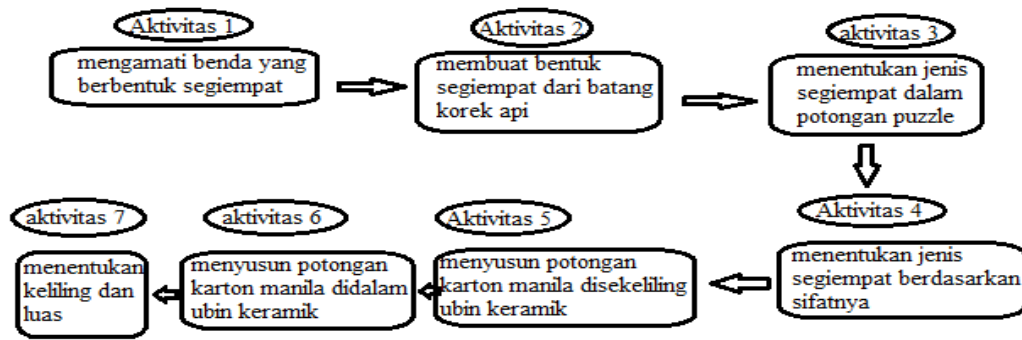 Aktivitas 1
mengamati benda yang
berbentuk segiempat
Aktivitas 2
membuat bentuk
segiempat dari batang
korek api
aktivitas 3
menentukan jenis
segiempat dalam
potongan puzzle
Aktivitas 4
menentukan jenis
segiempat berdasarkan
sifatnya
Aktivitas 5
menyusun potongan
karton manila disekeliling
ubin keramik
aktivitas 6
menyusun potongan
karton manila didalam
ubin keramik
aktivitas 7
menentukan
keliling dan
luas